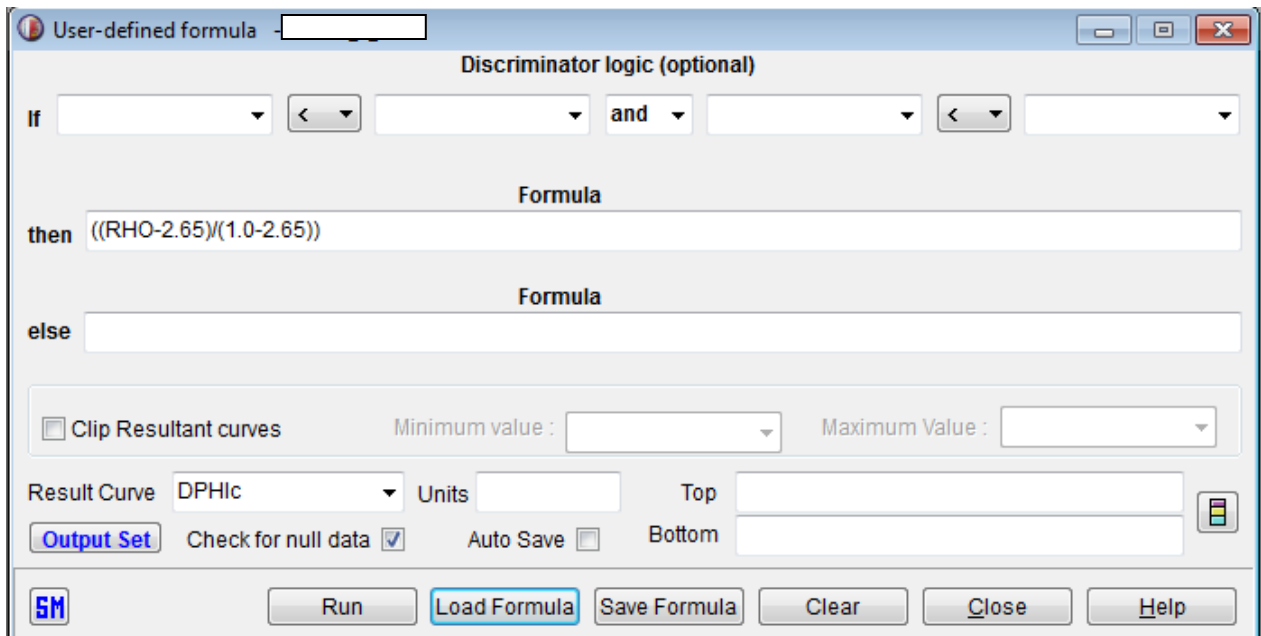 User-defined formula -
Discriminator logic (optional)
If < and <
Formula
then ((RHO-2.65)/(1.0-2.65))
Formula
else
Clip Resultant curves Minimum value : Maximum Value :
Result Curve DPHIc Units Top
Output Set Check for null data Auto Save Bottom
SM Run Load Formula Save Formula Clear Close Help